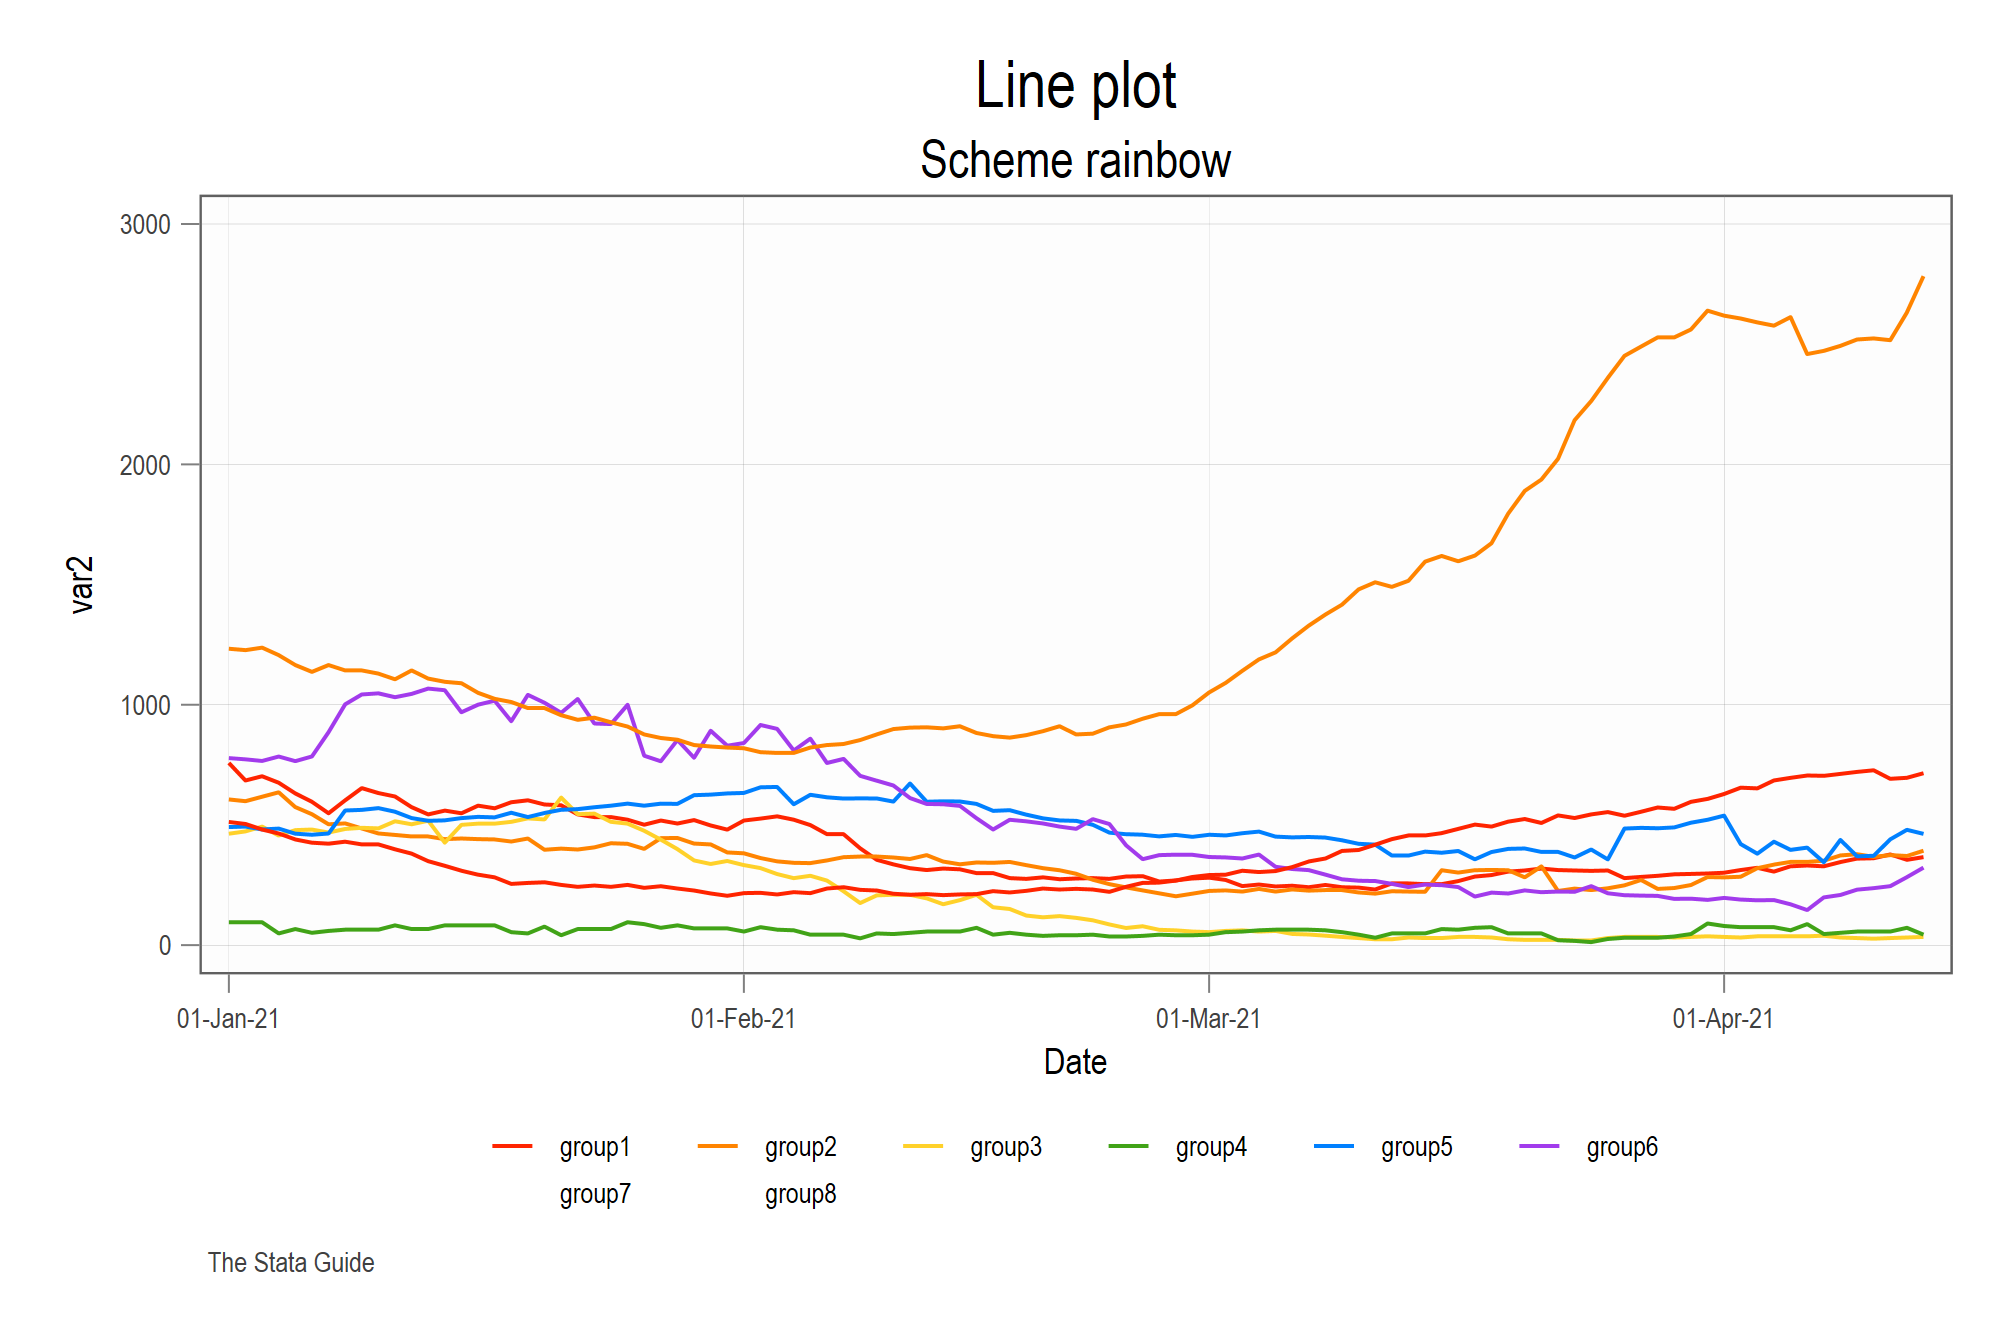 Line plot
Scheme rainbow
3000
2000
1000
0
var2
01-Jan-21 01-Feb-21 01-Mar-21 01-Apr-21
Date
group1 group2 group3 group4 group5 group6
group7 group8
The Stata Guide